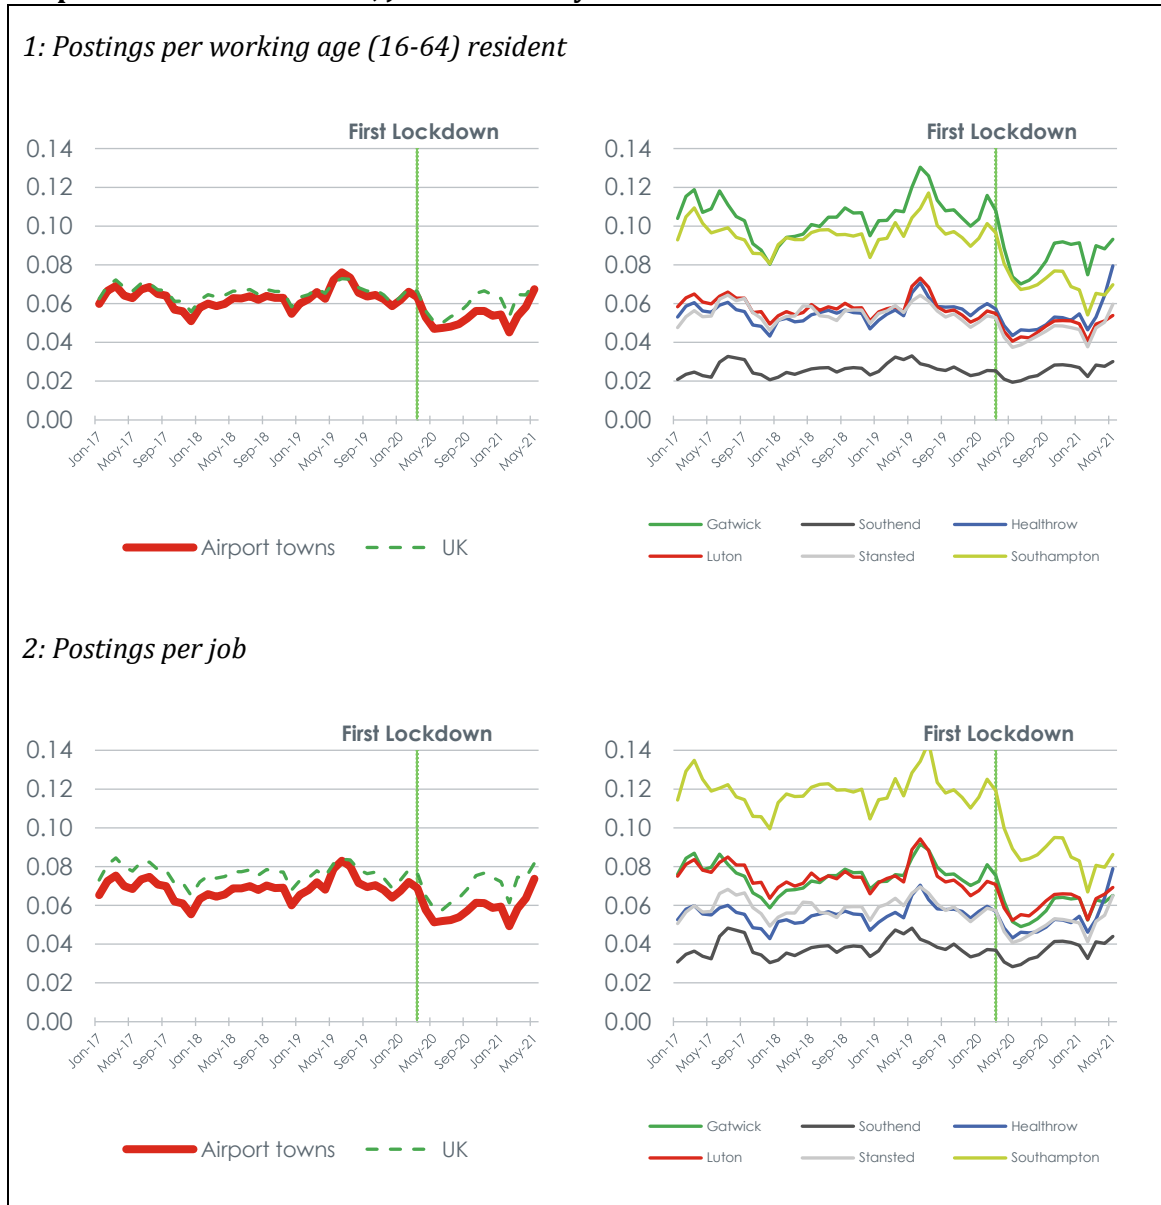 1: Postings per working age (16-64) resident
First Lockdown
0.14
0.12
0.10
0.08
0.06
0.04
0.02
0.00
Jan-17 May-17 Sep-17 Jan-18 May-18 Sep-18 Jan-19 May-19 Sep-19 Jan-20 May-20 Sep-20 Jan-21 May-21
Airport towns UK
First Lockdown
0.14
0.12
0.10
0.08
0.06
0.04
0.02
0.00
Jan-17 May-17 Sep-17 Jan-18 May-18 Sep-18 Jan-19 May-19 Sep-19 Jan-20 May-20 Sep-20 Jan-21 May-21
Gatwick Southend Healthrow
Luton Stansted Southampton
2: Postings per job
First Lockdown
0.14
0.12
0.10
0.08
0.06
0.04
0.02
0.00
Jan-17 May-17 Sep-17 Jan-18 May-18 Sep-18 Jan-19 May-19 Sep-19 Jan-20 May-20 Sep-20 Jan-21 May-21
Airport towns UK
First Lockdown
0.14
0.12
0.10
0.08
0.06
0.04
0.02
0.00
Jan-17 May-17 Sep-17 Jan-18 May-18 Sep-18 Jan-19 May-19 Sep-19 Jan-20 May-20 Sep-20 Jan-21 May-21
Gatwick Southend Healthrow
Luton Stansted Southampton